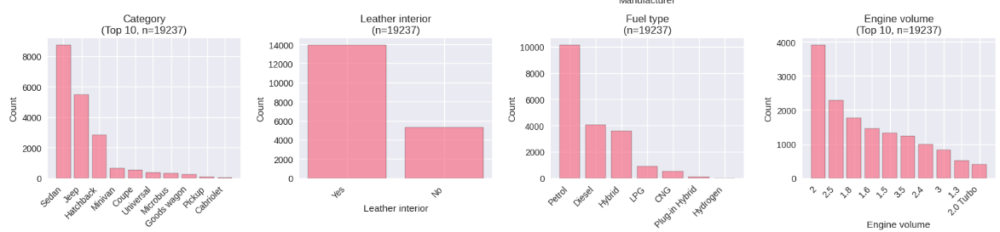 Manufacturer
Category
(Top 10, n=19237)
Count
8000
6000
4000
2000
0
Sedan
Jeep
Hatchback
Minivan
Coupe
Universal
Microbus
Goods wagon
Pickup
Cabriolet
Leather interior
(n=19237)
Count
14000
12000
10000
8000
6000
4000
2000
0
Yes
No
Leather interior
Fuel type
(n=19237)
Count
10000
8000
6000
4000
2000
0
Petrol
Diesel
Hybrid
LPG
CNG
Plug-in Hybrid
Hydrogen
Engine volume
(Top 10, n=19237)
Count
4000
3000
2000
1000
0
2
2.5
1.8
1.6
1.5
3.5
2.4
3
1.3
2.0 Turbo
Engine volume